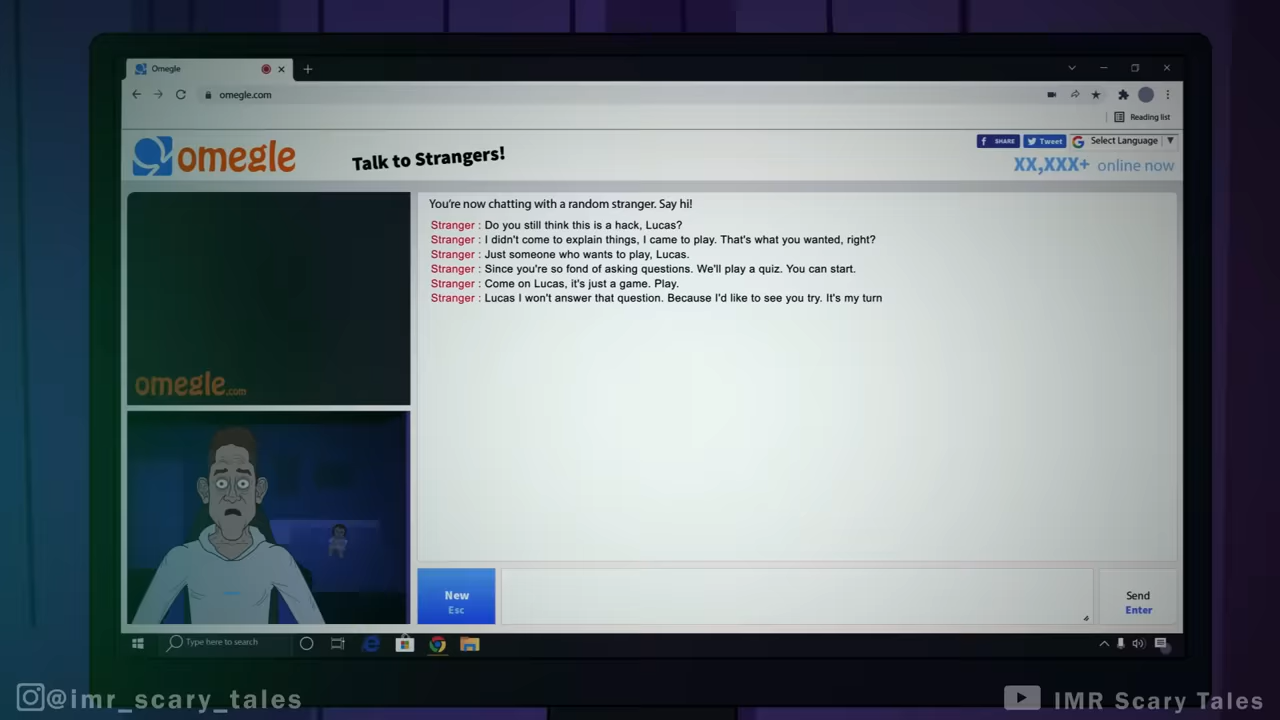 Omegle
omegle.com
Reading list
omegle
Talk to Strangers!
f SHARE
Tweet
G Select Language ▼
XX,XXX+ online now
You're now chatting with a random stranger. Say hi!
Stranger : Do you still think this is a hack, Lucas?
Stranger : I didn't come to explain things, I came to play. That's what you wanted, right?
Stranger : Just someone who wants to play, Lucas.
Stranger : Since you're so fond of asking questions. We'll play a quiz. You can start.
Stranger : Come on Lucas, it's just a game. Play.
Stranger : Lucas I won't answer that question. Because I'd like to see you try. It's my turn
omegle.com
New
Esc
Send
Enter
Type here to search
@imr_scary_tales
IMR Scary Tales